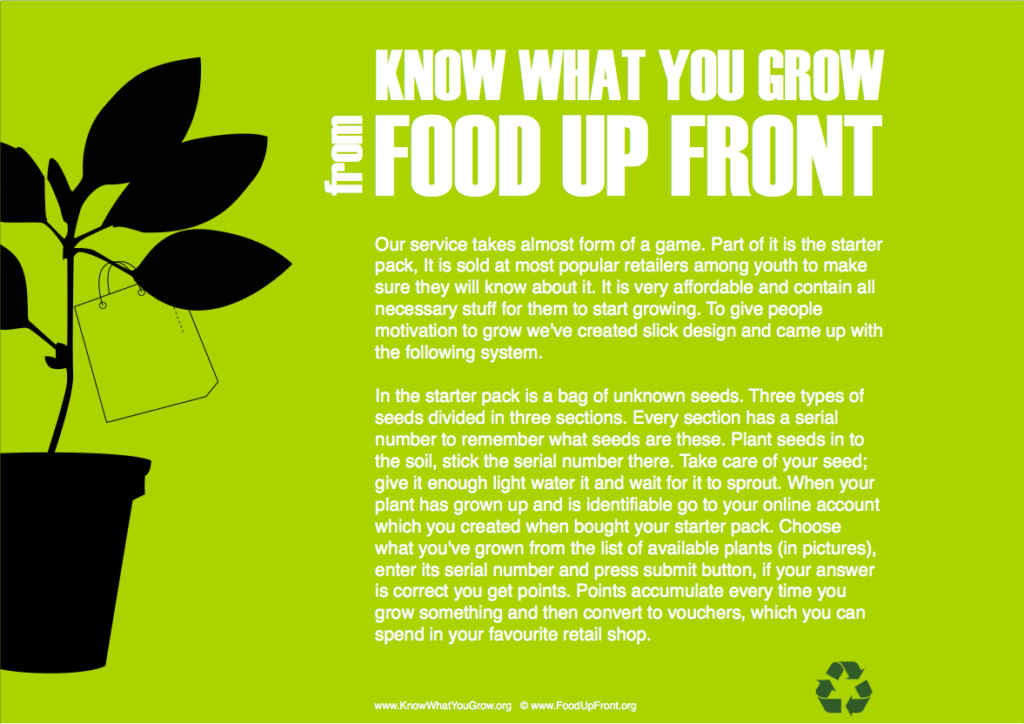 KNOW WHAT YOU GROW
from
FOOD UP FRONT
Our service takes almost form of a game. Part of it is the starter
pack, It is sold at most popular retailers among youth to make
sure they will know about it. It is very affordable and contain all
necessary stuff for them to start growing. To give people
motivation to grow we've created slick design and came up with
the following system.
In the starter pack is a bag of unknown seeds. Three types of
seeds divided in three sections. Every section has a serial
number to remember what seeds are these. Plant seeds in to
the soil, stick the serial number there. Take care of your seed;
give it enough light water it and wait for it to sprout. When your
plant has grown up and is identifiable go to your online account
which you created when bought your starter pack. Choose
what you've grown from the list of available plants (in pictures),
enter its serial number and press submit button, if your answer
is correct you get points. Points accumulate every time you
grow something and then convert to vouchers, which you can
spend in your favourite retail shop.
www.KnowWhatYouGrow.org © www.FoodUpFront.org